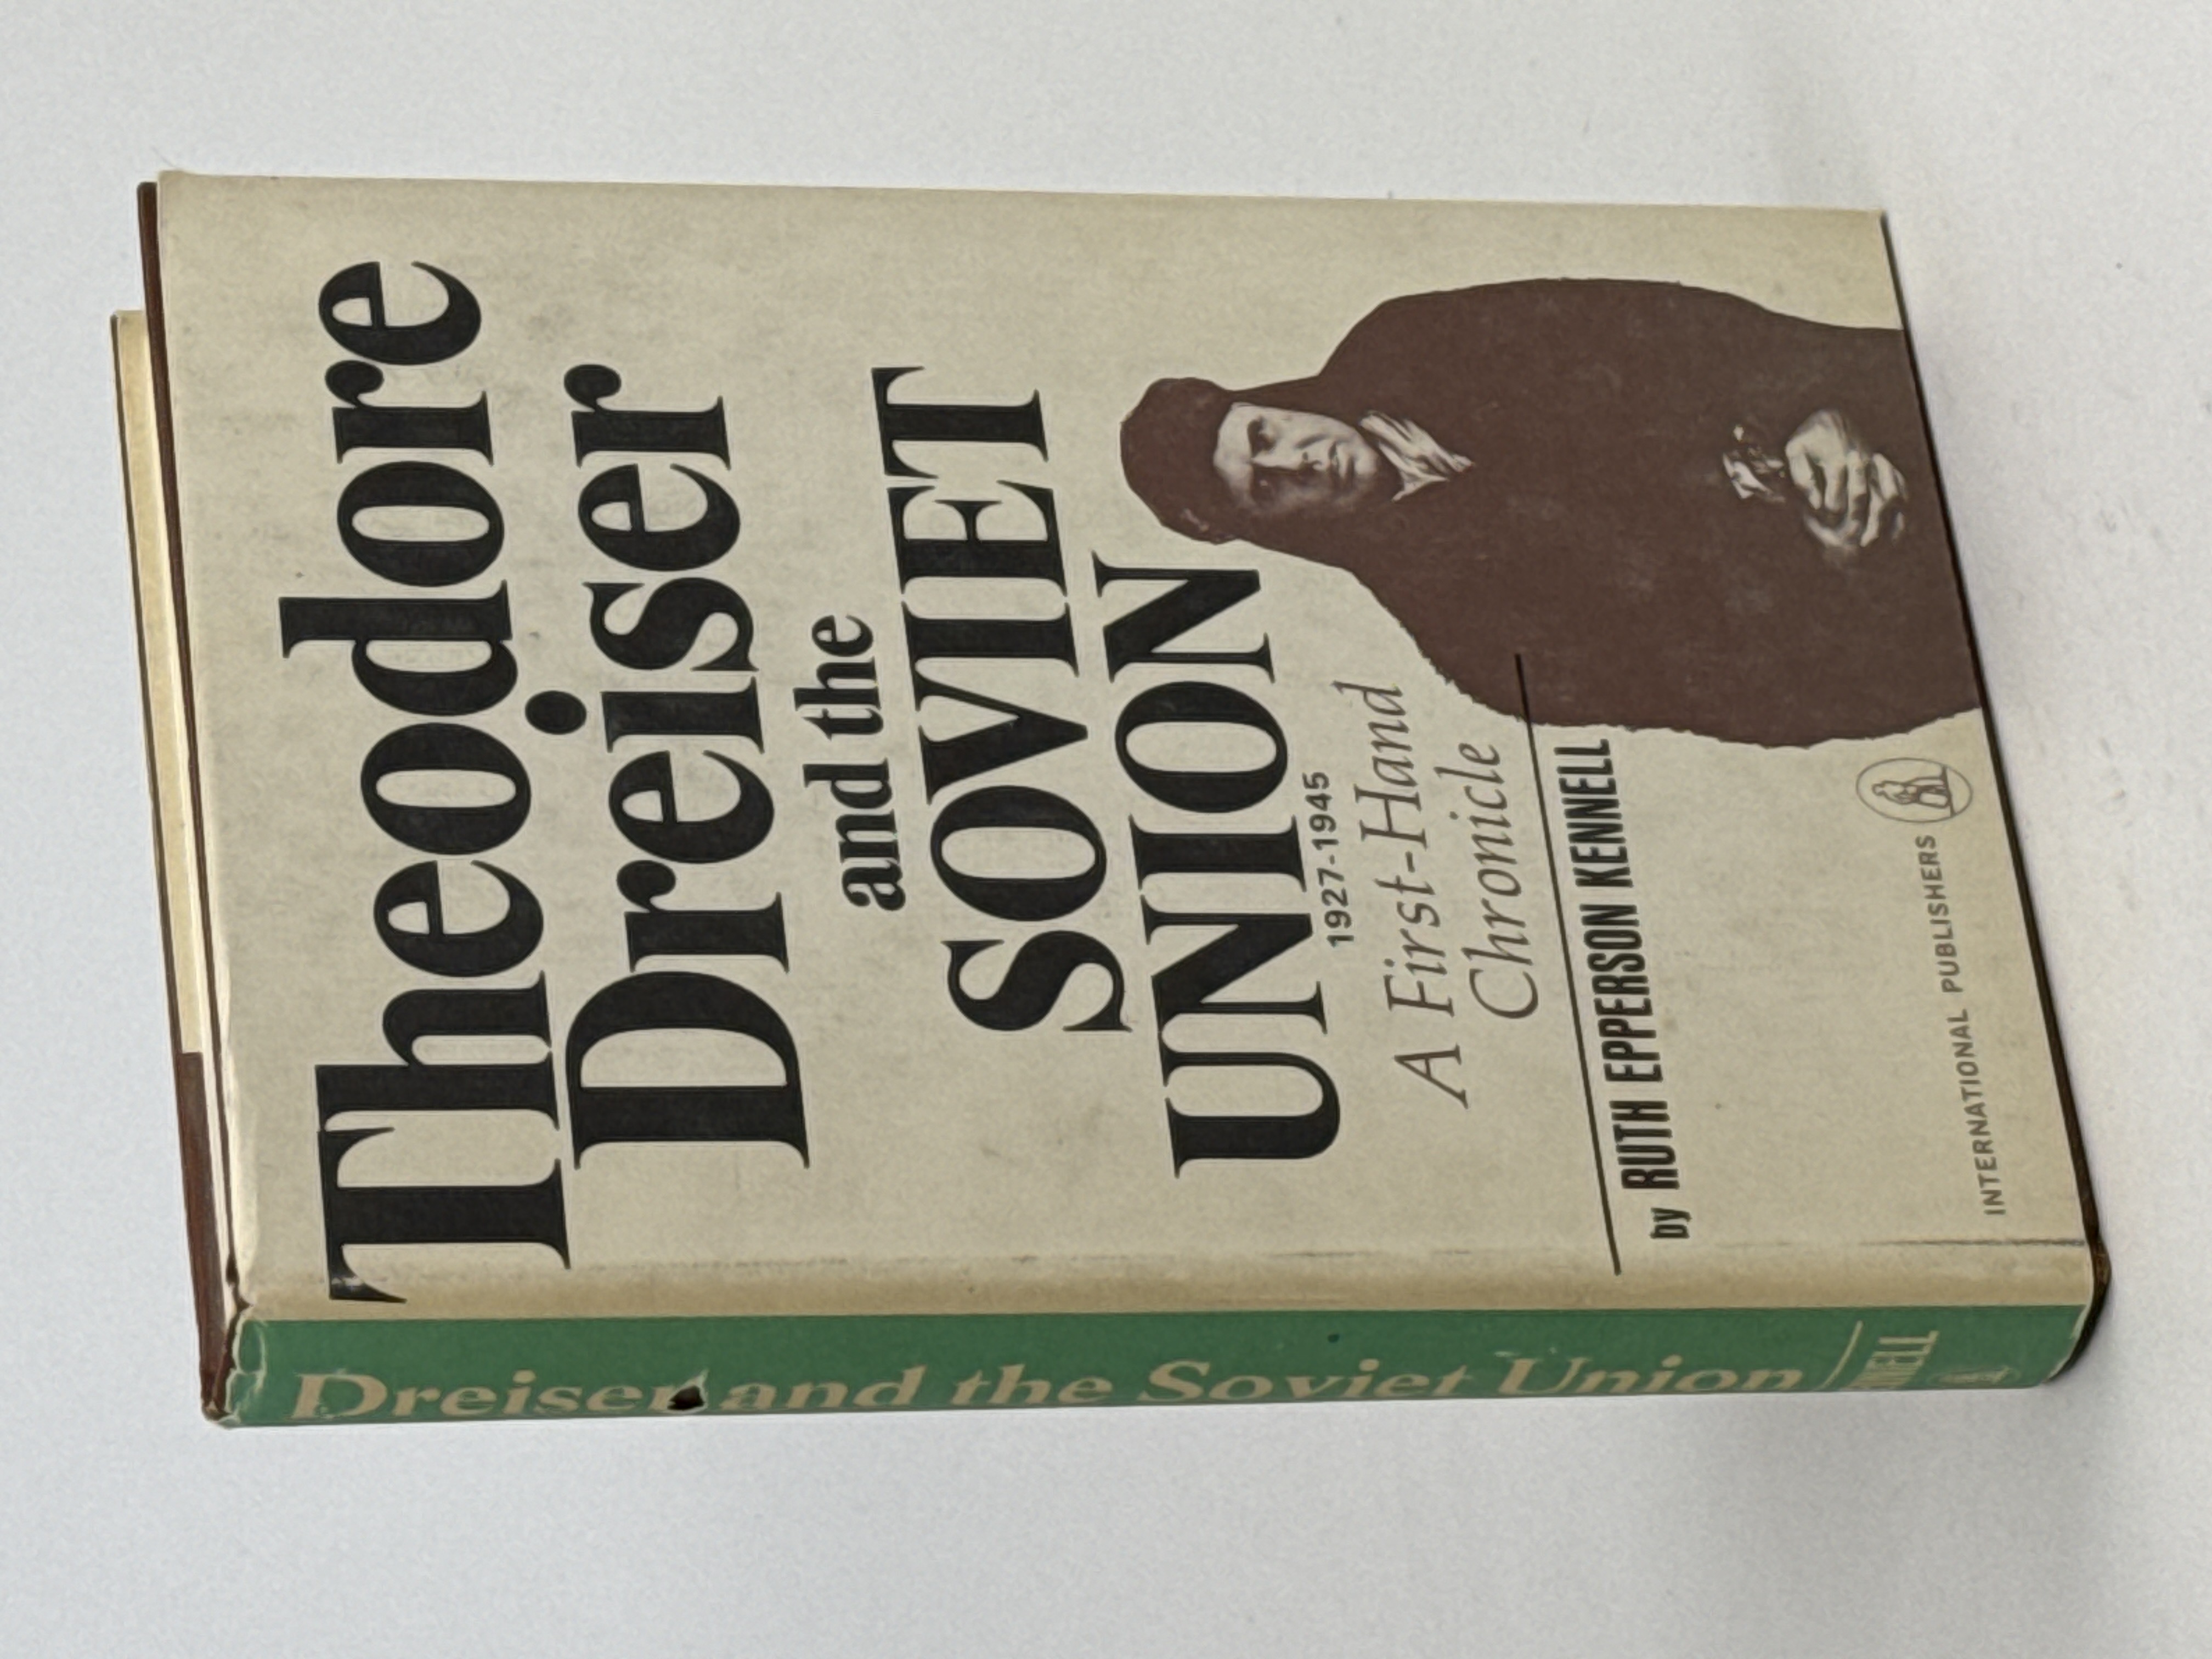 Theodore
Dreiser
and the
SOVIET
UNION
1927-1945
A First-Hand
Chronicle
by RUTH EPPERSON KENNELL
INTERNATIONAL PUBLISHERS
Dreiser and the Soviet Union